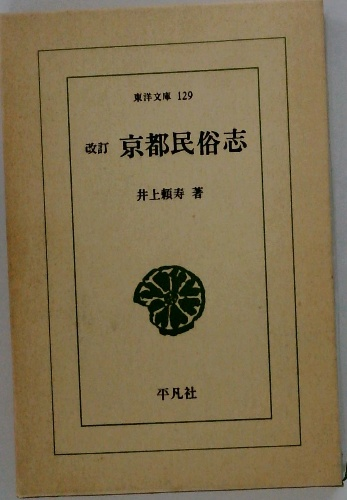 東洋文庫 129
改訂 京都民俗志
井上頼寿 著
平凡社